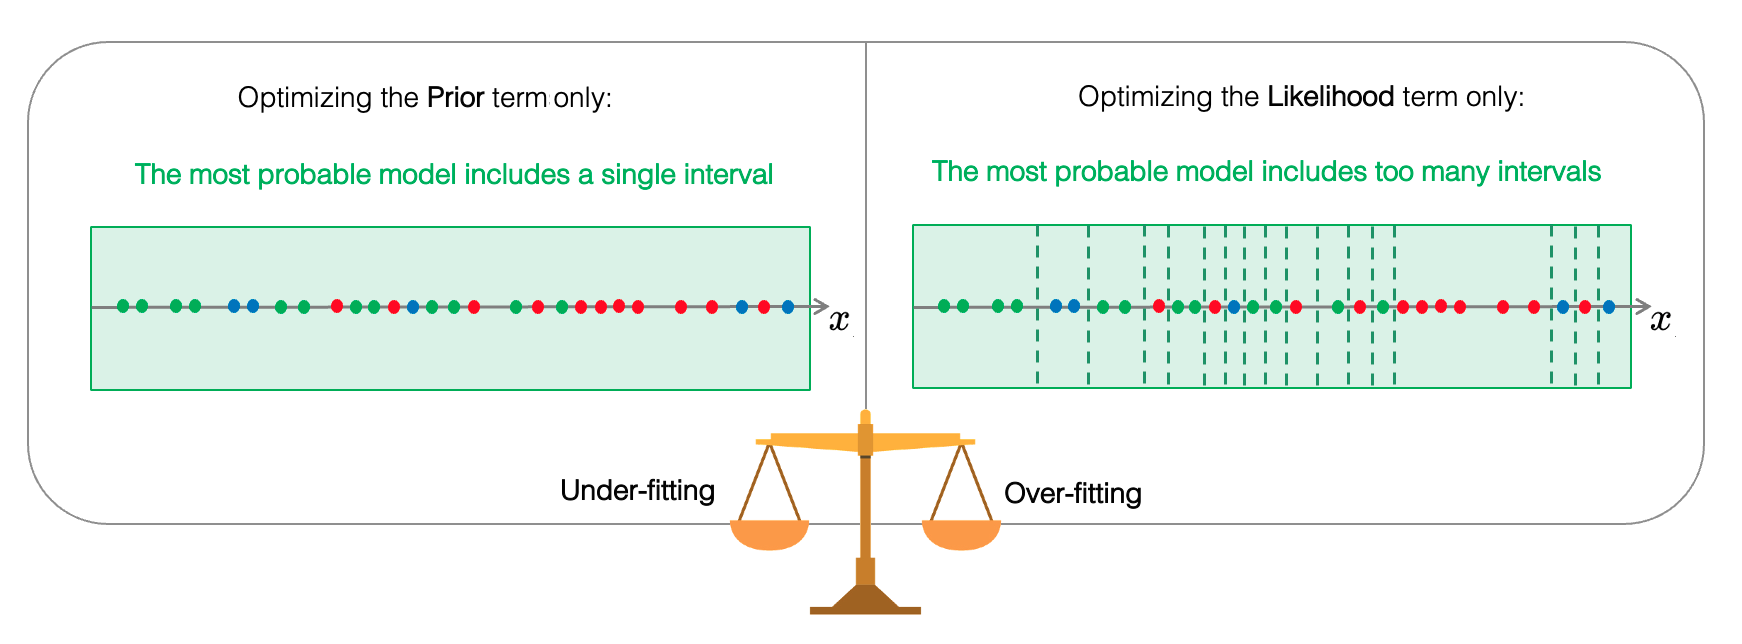 Optimizing the Prior term only:
The most probable model includes a single interval
x
Under-fitting
Optimizing the Likelihood term only:
The most probable model includes too many intervals
x
Over-fitting